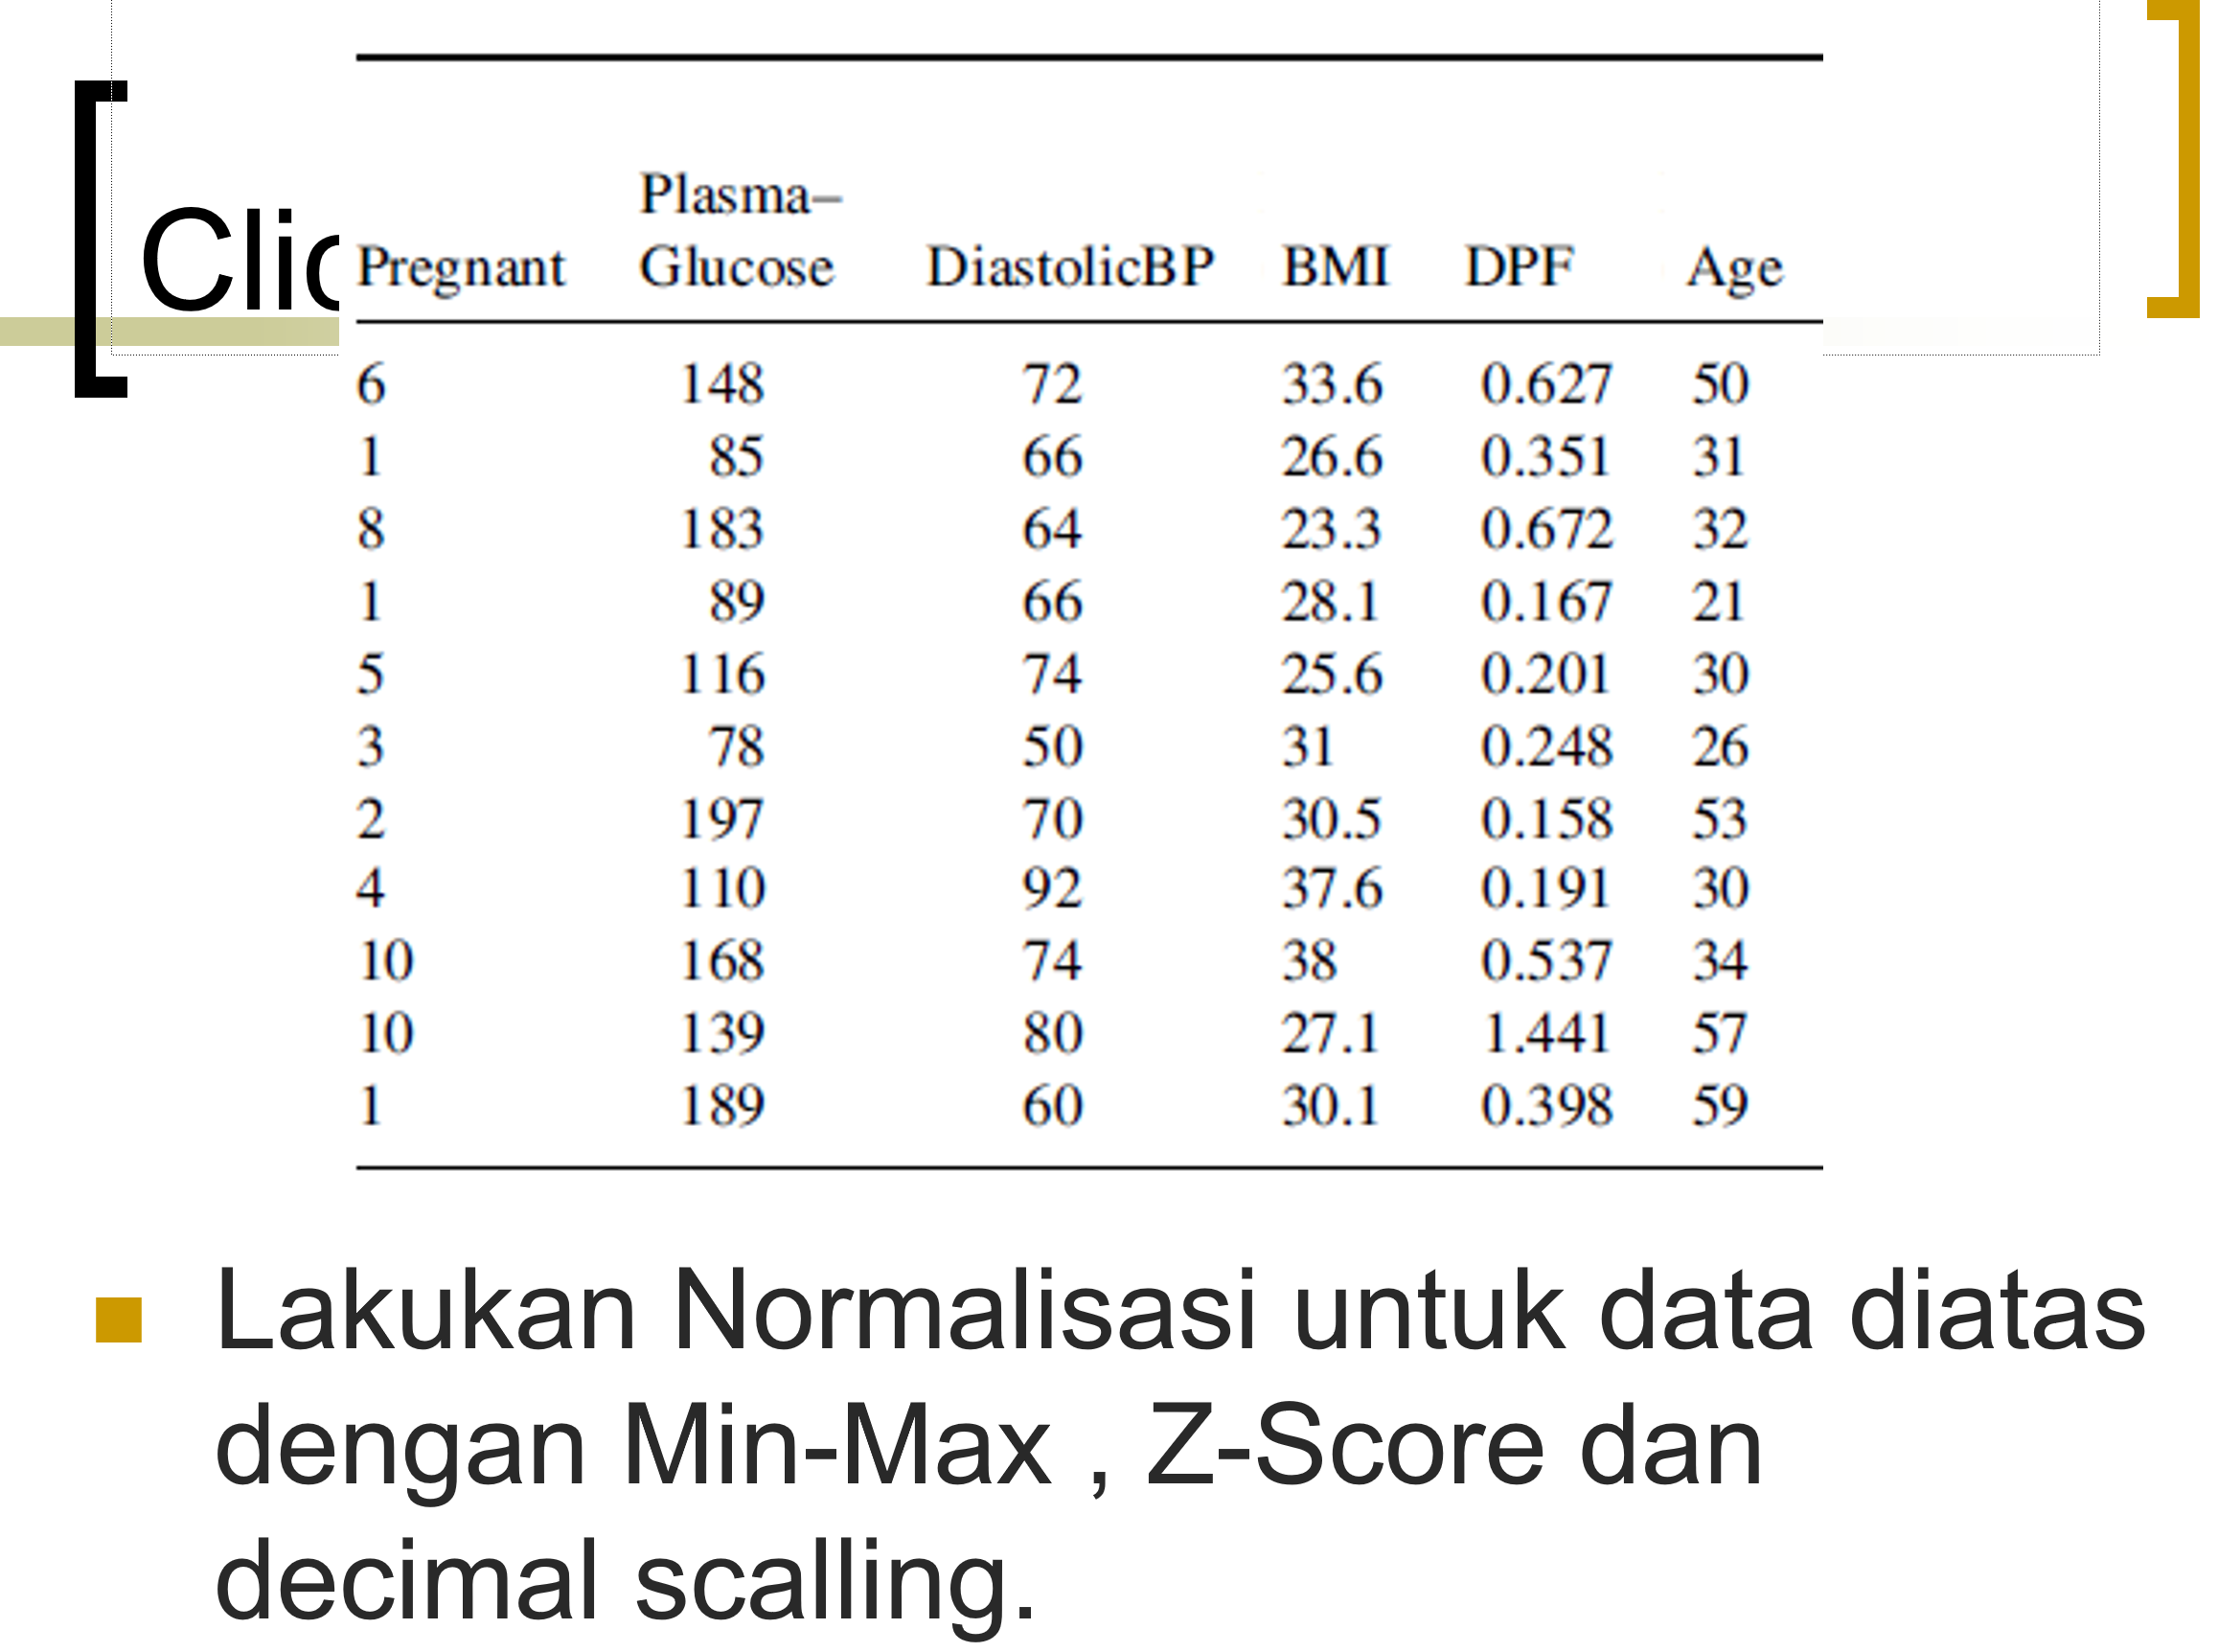 Clic
Plasma–
Pregnant Glucose DiastolicBP BMI DPF Age
6 148 72 33.6 0.627 50
1 85 66 26.6 0.351 31
8 183 64 23.3 0.672 32
1 89 66 28.1 0.167 21
5 116 74 25.6 0.201 30
3 78 50 31 0.248 26
2 197 70 30.5 0.158 53
4 110 92 37.6 0.191 30
10 168 74 38 0.537 34
10 139 80 27.1 1.441 57
1 189 60 30.1 0.398 59
Lakukan Normalisasi untuk data diatas
dengan Min-Max , Z-Score dan
decimal scalling.